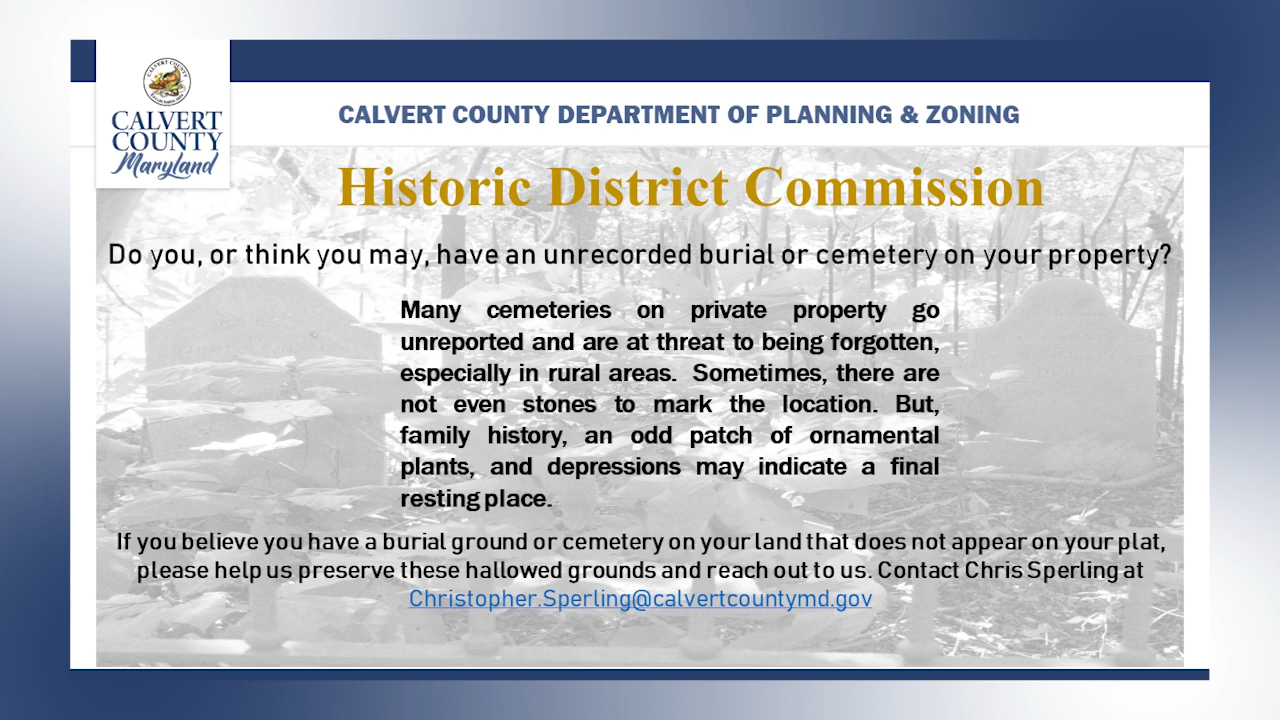 CALVERT COUNTY
CALVERT
COUNTY
Maryland
CALVERT COUNTY DEPARTMENT OF PLANNING & ZONING
Historic District Commission
Do you, or think you may, have an unrecorded burial or cemetery on your property?
Many cemeteries on private property go
unreported and are at threat to being forgotten,
especially in rural areas. Sometimes, there are
not even stones to mark the location. But,
family history, an odd patch of ornamental
plants, and depressions may indicate a final
resting place.
If you believe you have a burial ground or cemetery on your land that does not appear on your plat,
please help us preserve these hallowed grounds and reach out to us. Contact Chris Sperling at
Christopher.Sperling@calvertcountymd.gov